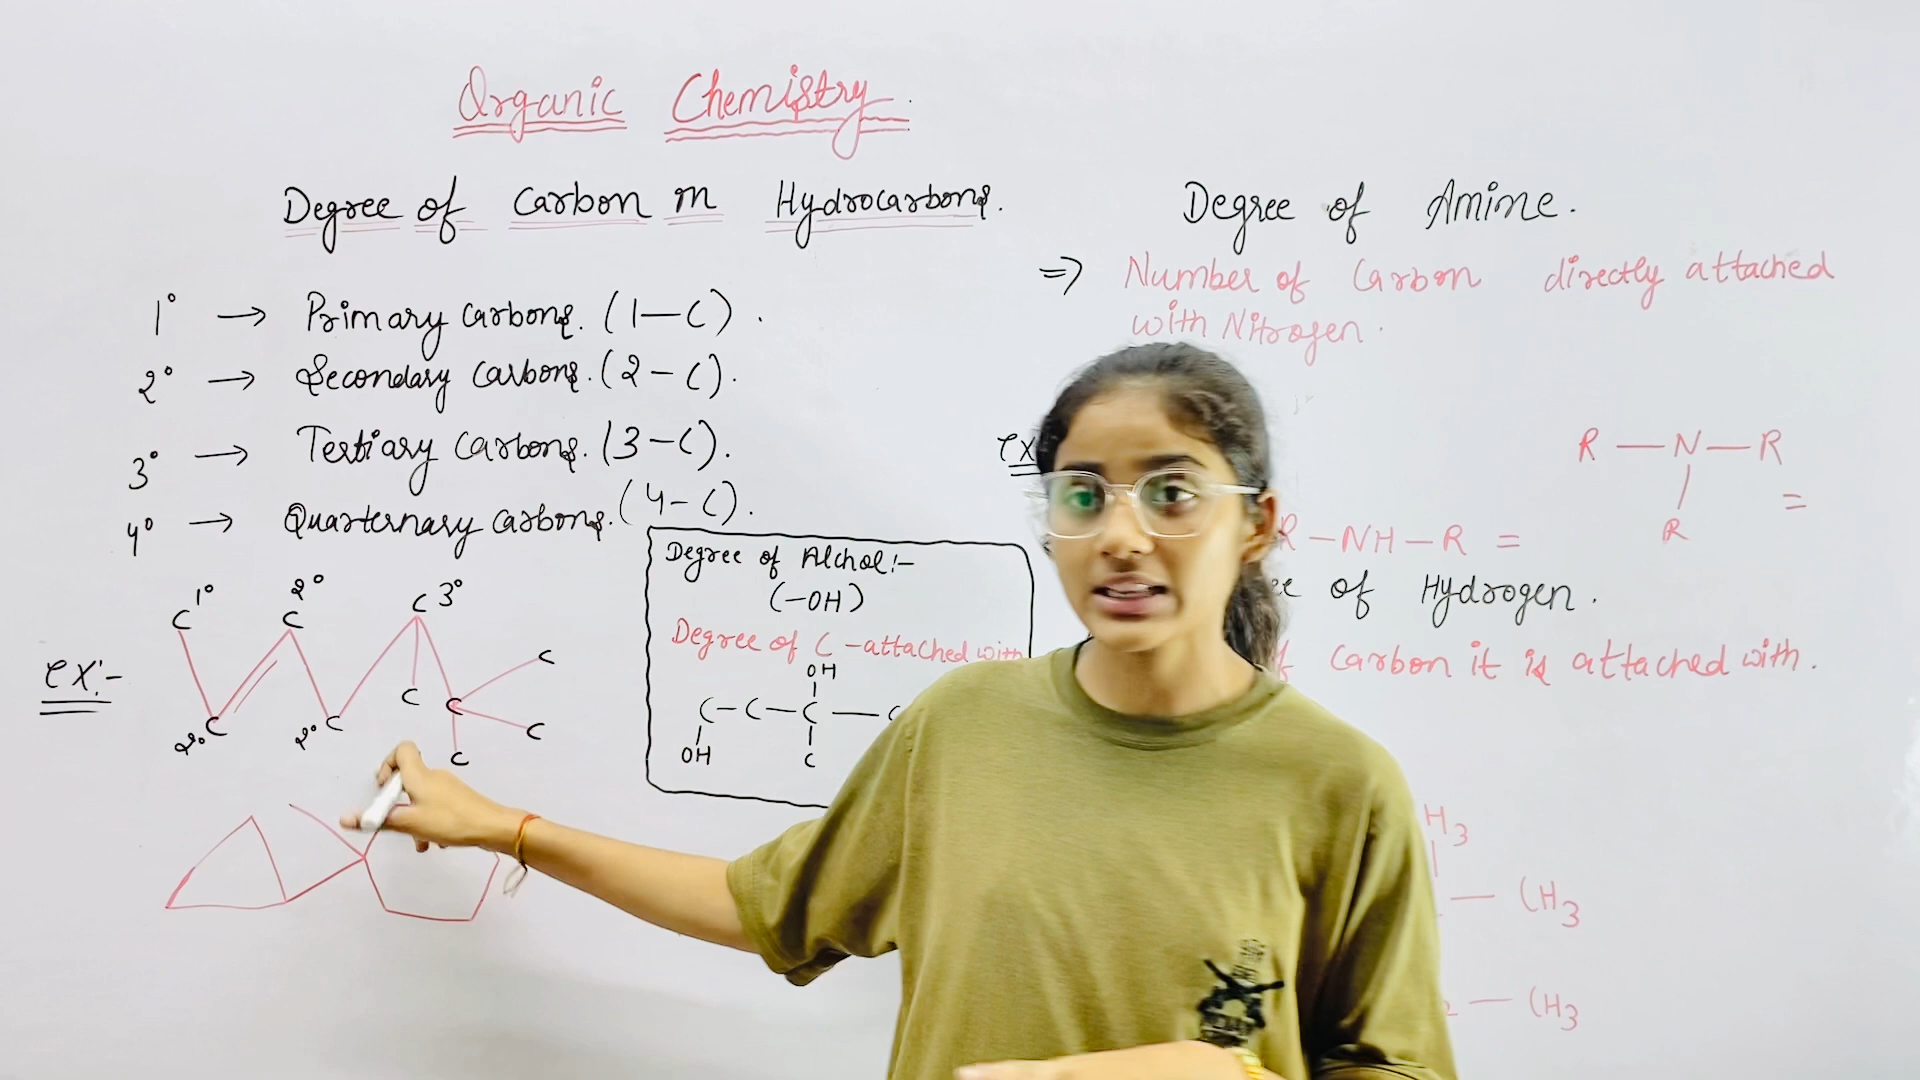 Organic Chemistry.
Degree of Carbon in Hydrocarbons.
1° → Primary Carbons. (1-C).
2° → Secondary Carbons. (2-C).
3° → Tertiary Carbons. (3-C).
4° → Quarternary Carbons. (4-C).
Ex:-
C 1° C 2° C 3°
C C
C
2° C 2° C C
C
Degree of Alchol:-
(-OH)
Degree of C - attached with
OH
C-C-C-C
OH C
Degree of Amine.
⇒ Number of Carbon directly attached
with Nitrogen.
Ex
R-N-R
R =
R-NH-R =
of Hydrogen.
Carbon it is attached with.
H3
- CH3
- CH3